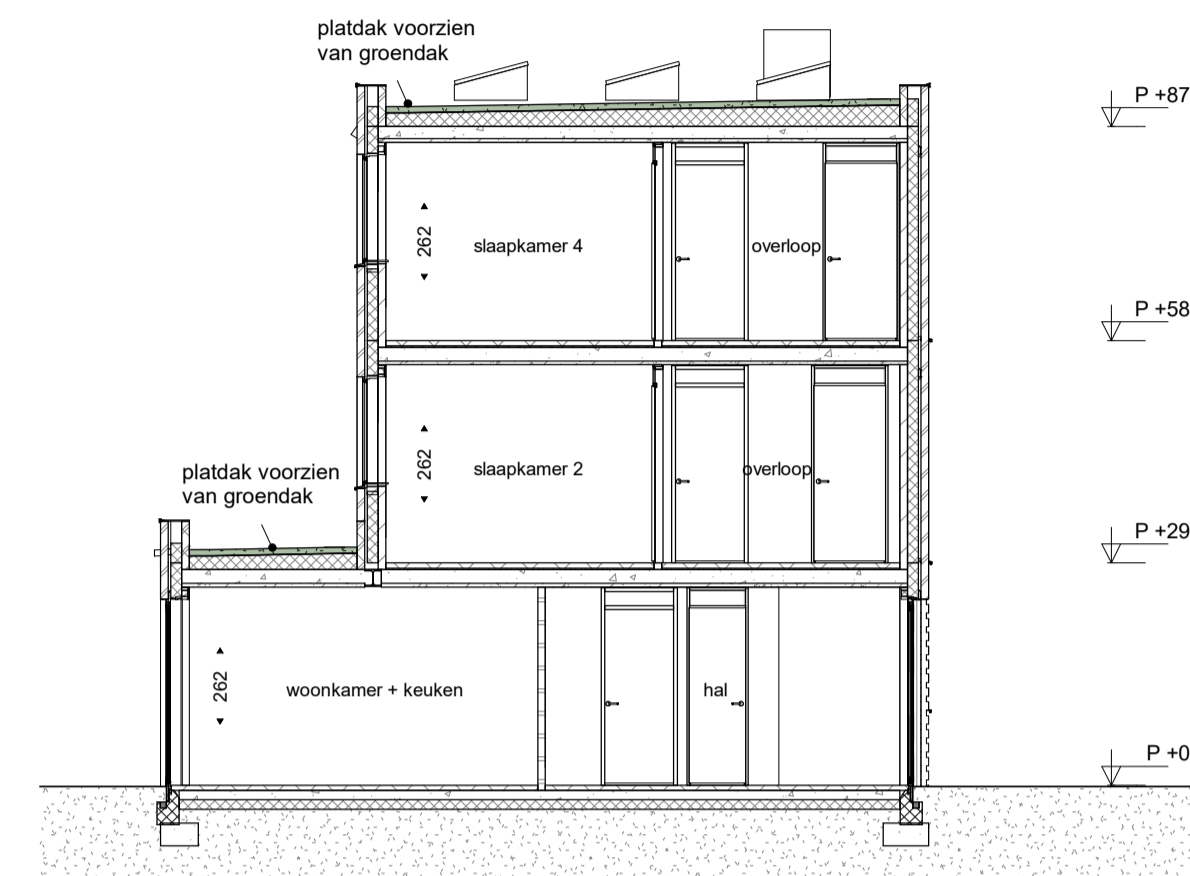 platdak voorzien
van groendak
P +87
262
slaapkamer 4
overloop
P +58
262
slaapkamer 2
overloop
platdak voorzien
van groendak
P +29
262
woonkamer + keuken
hal
P +0